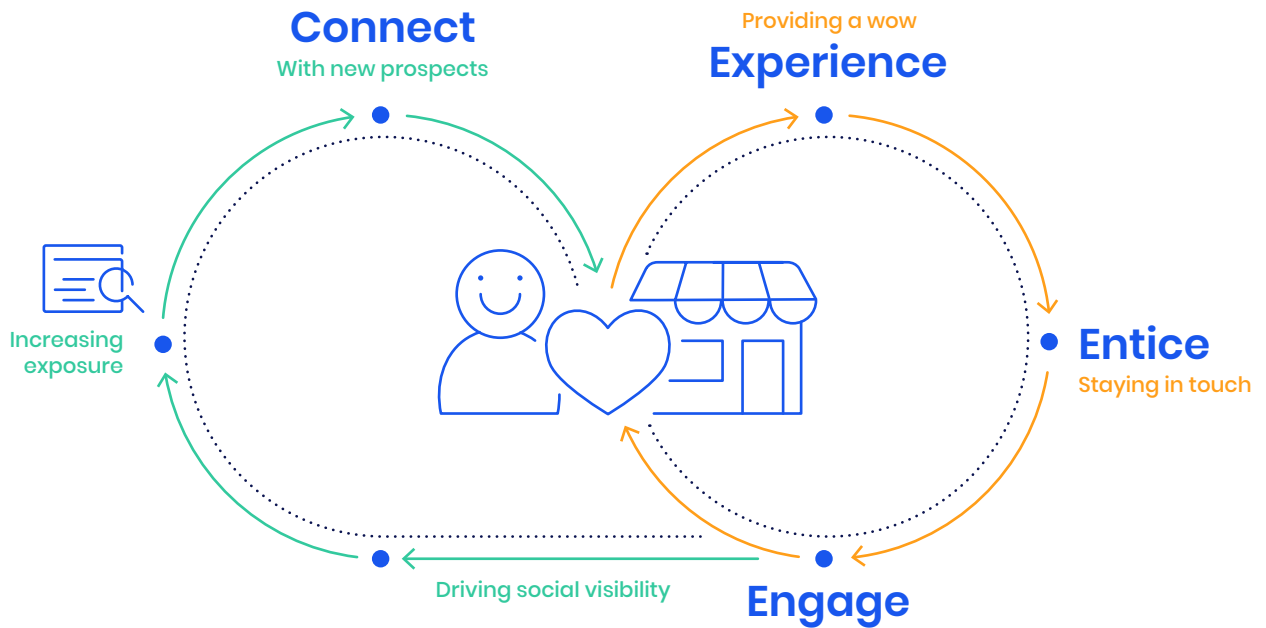 Connect
With new prospects
Providing a wow
Experience
Increasing
exposure
Entice
Staying in touch
Driving social visibility
Engage